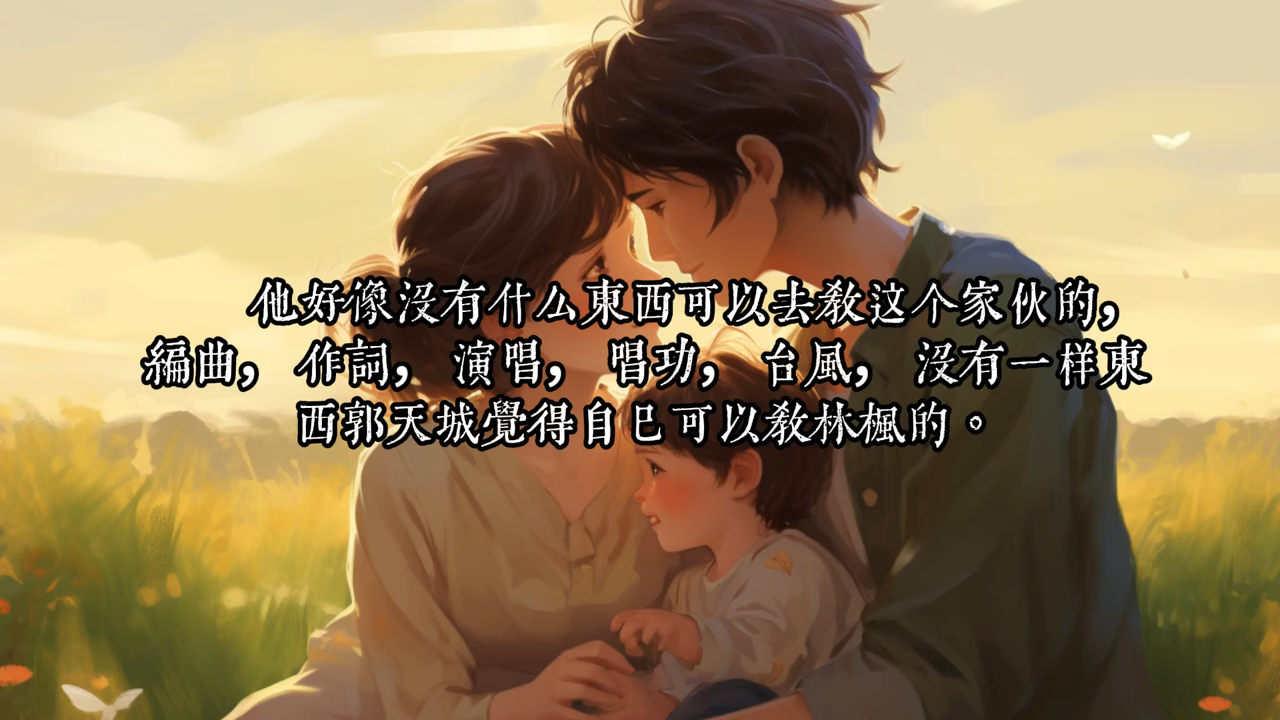 他好像沒有什么東西可以去教这个家伙的,
編曲, 作詞, 演唱, 唱功, 台風, 沒有一样東
西郭天城覺得自已可以教林楓的。